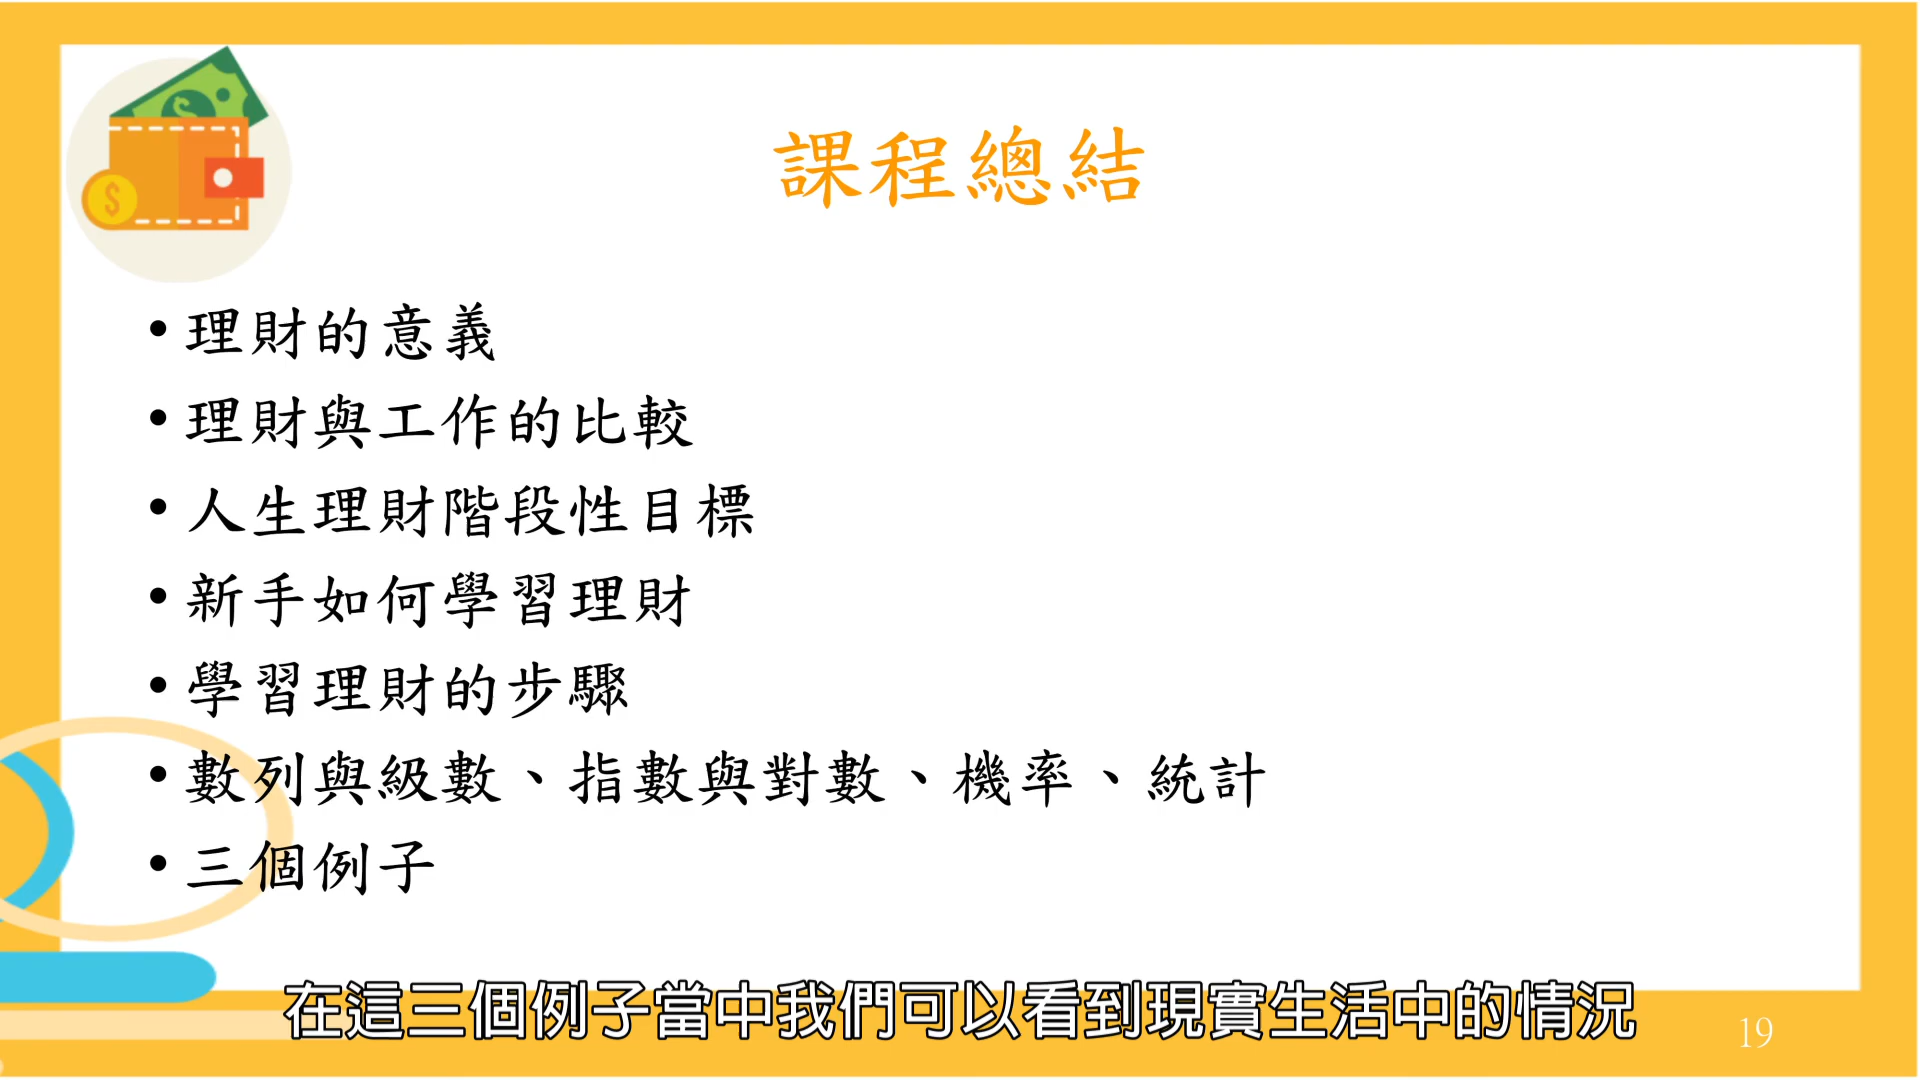 課程總結
• 理財的意義
• 理財與工作的比較
• 人生理財階段性目標
• 新手如何學習理財
• 學習理財的步驟
• 數列與級數、指數與對數、機率、統計
• 三個例子
在這三個例子當中我們可以看到現實生活中的情況
19